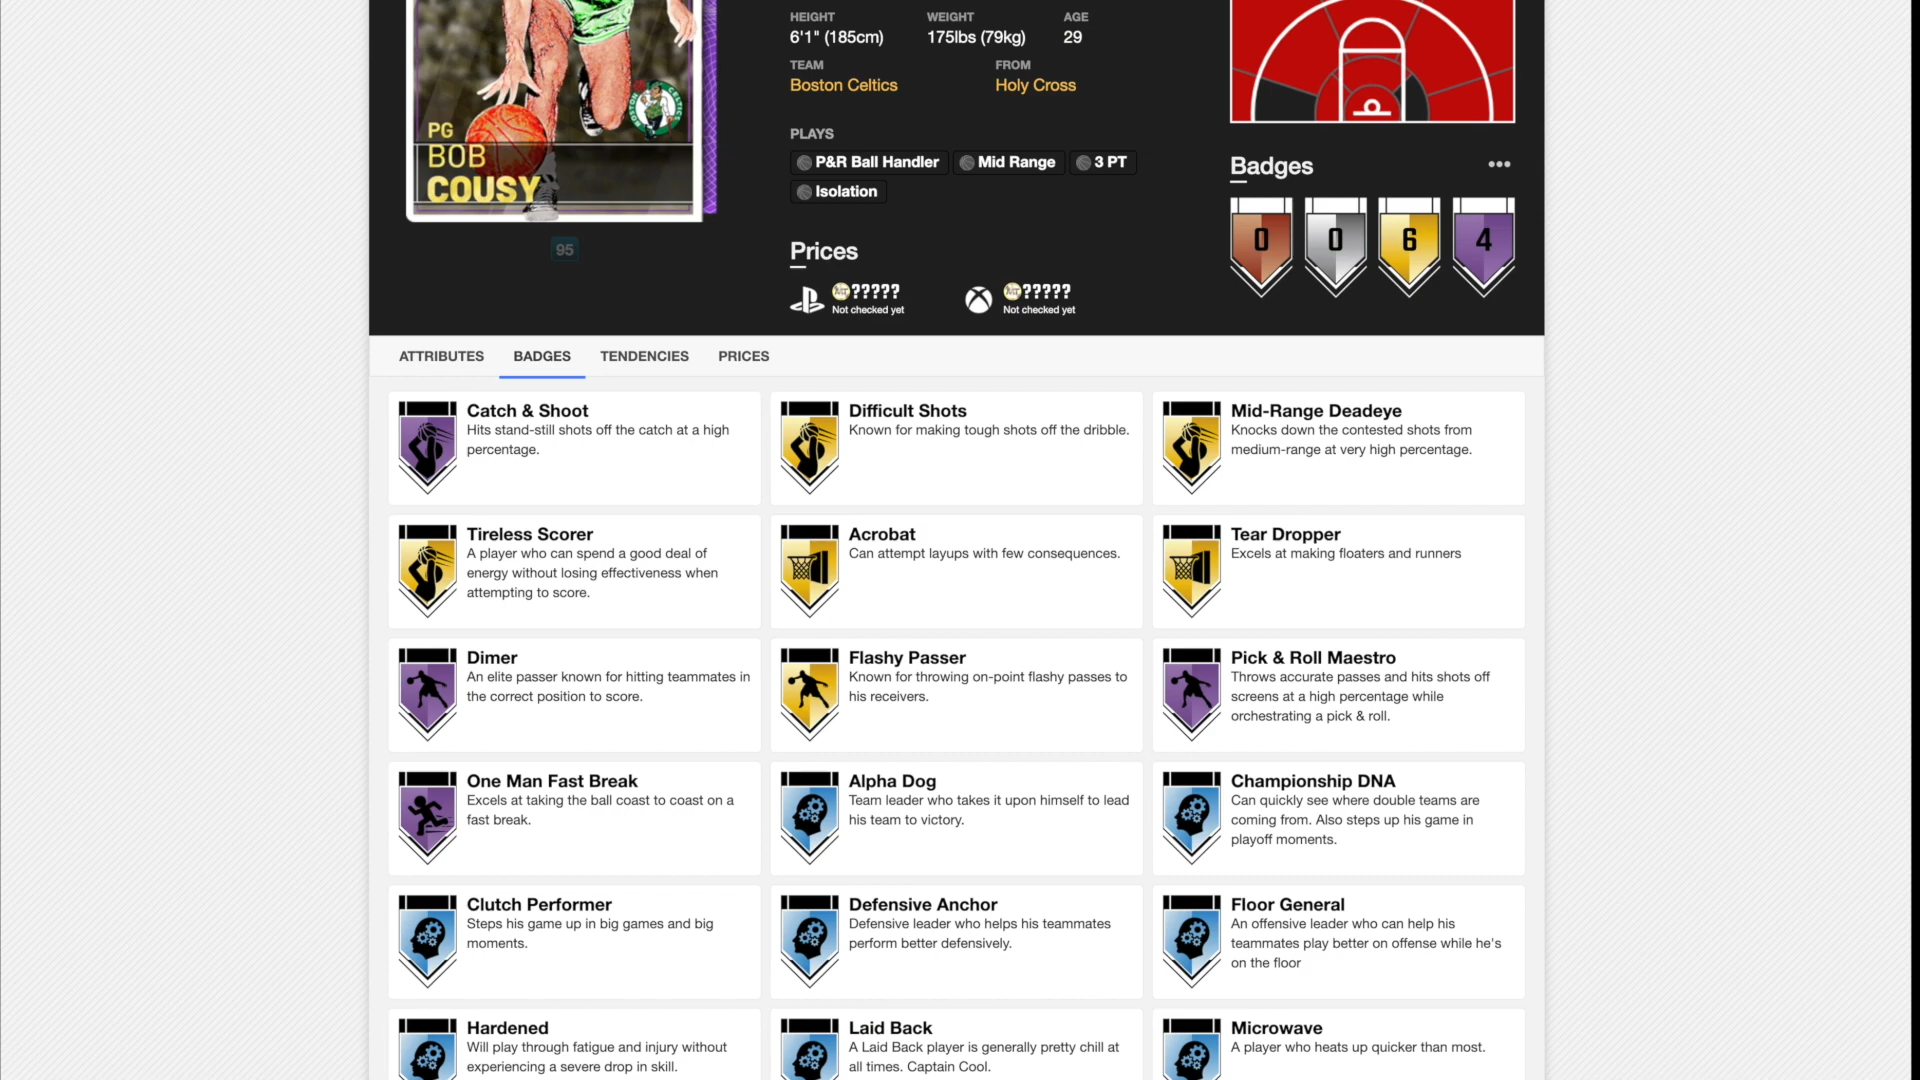 HEIGHT
6'1" (185cm)
WEIGHT
175lbs (79kg)
AGE
29
TEAM
Boston Celtics
FROM
Holy Cross
PLAYS
P&R Ball Handler
Mid Range
3 PT
Isolation
PG
BOB
COUSY
95
Prices
?????
Not checked yet
?????
Not checked yet
Badges
0
0
6
4
ATTRIBUTES
BADGES
TENDENCIES
PRICES
Catch & Shoot
Hits stand-still shots off the catch at a high
percentage.
Difficult Shots
Known for making tough shots off the dribble.
Mid-Range Deadeye
Knocks down the contested shots from
medium-range at very high percentage.
Tireless Scorer
A player who can spend a good deal of
energy without losing effectiveness when
attempting to score.
Acrobat
Can attempt layups with few consequences.
Tear Dropper
Excels at making floaters and runners
Dimer
An elite passer known for hitting teammates in
the correct position to score.
Flashy Passer
Known for throwing on-point flashy passes to
his receivers.
Pick & Roll Maestro
Throws accurate passes and hits shots off
screens at a high percentage while
orchestrating a pick & roll.
One Man Fast Break
Excels at taking the ball coast to coast on a
fast break.
Alpha Dog
Team leader who takes it upon himself to lead
his team to victory.
Championship DNA
Can quickly see where double teams are
coming from. Also steps up his game in
playoff moments.
Clutch Performer
Steps his game up in big games and big
moments.
Defensive Anchor
Defensive leader who helps his teammates
perform better defensively.
Floor General
An offensive leader who can help his
teammates play better on offense while he's
on the floor
Hardened
Will play through fatigue and injury without
experiencing a severe drop in skill.
Laid Back
A Laid Back player is generally pretty chill at
all times. Captain Cool.
Microwave
A player who heats up quicker than most.